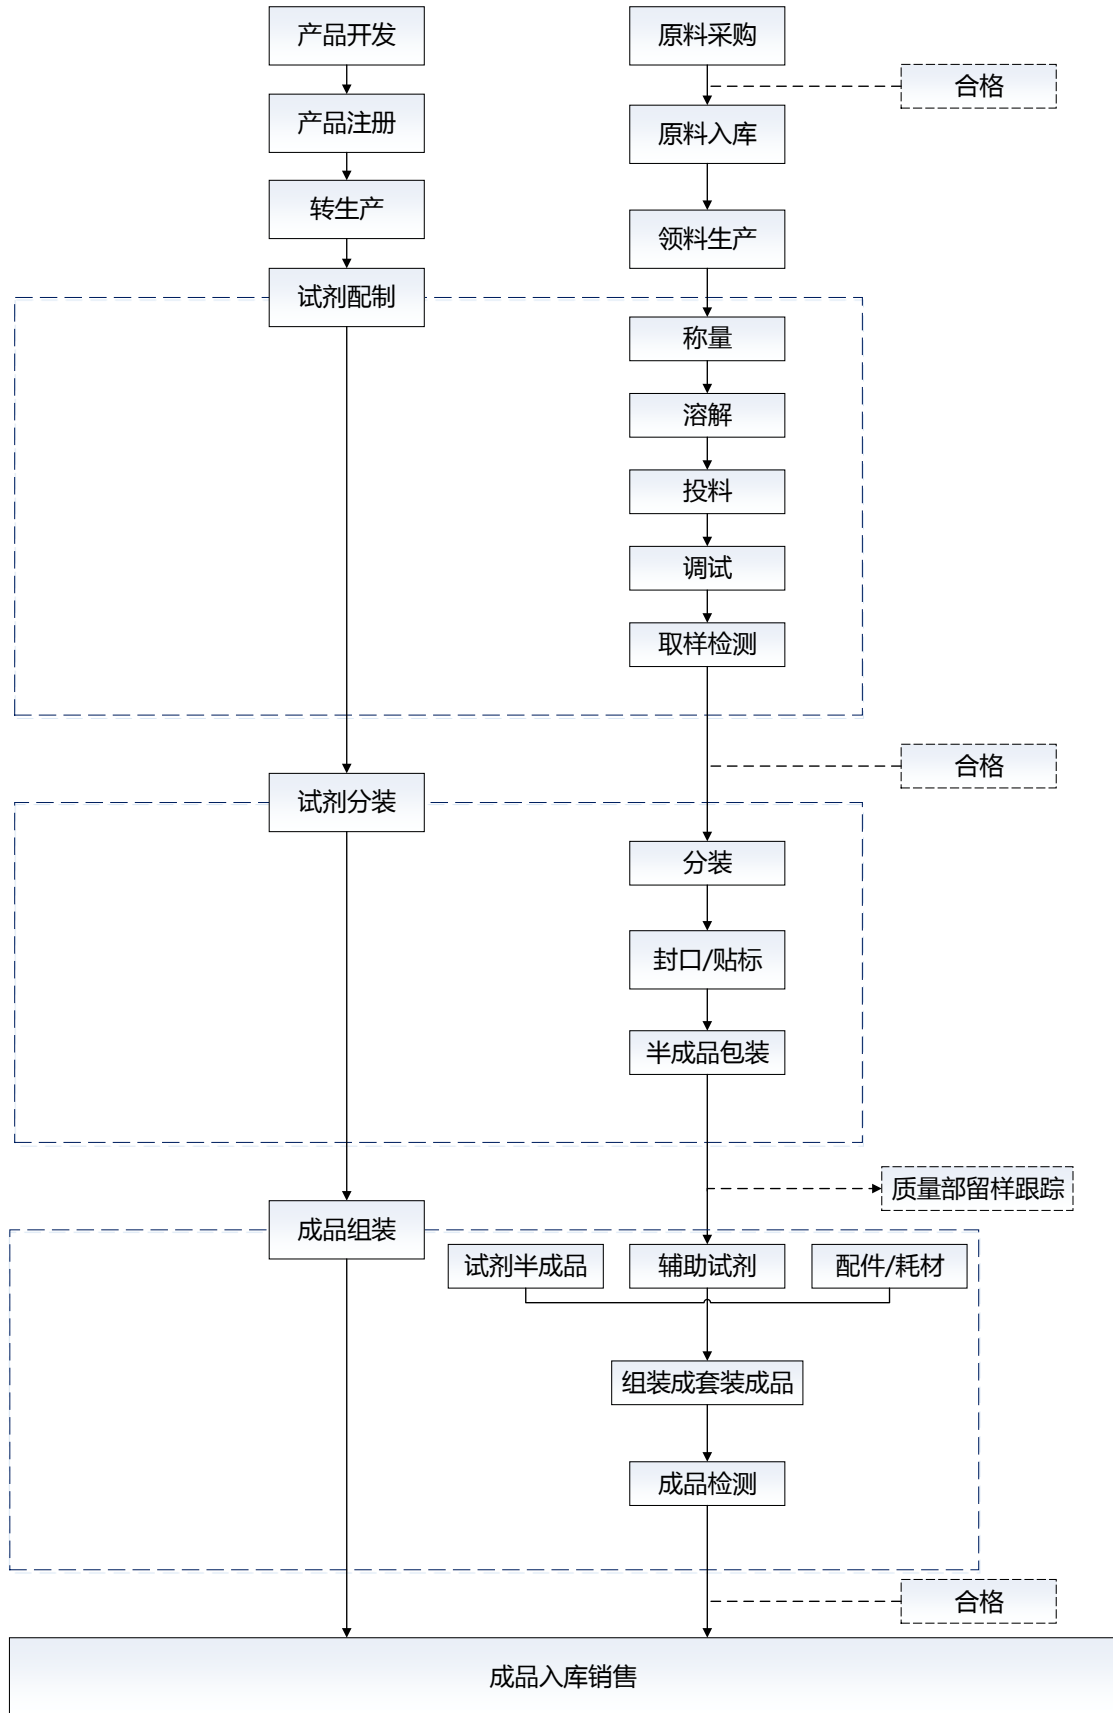 产品开发
原料采购
合格
产品注册
原料入库
转生产
领料生产
试剂配制
称量
溶解
投料
调试
取样检测
合格
试剂分装
分装
封口/贴标
半成品包装
质量部留样跟踪
成品组装
试剂半成品
辅助试剂
配件/耗材
组装成套装成品
成品检测
合格
成品入库销售